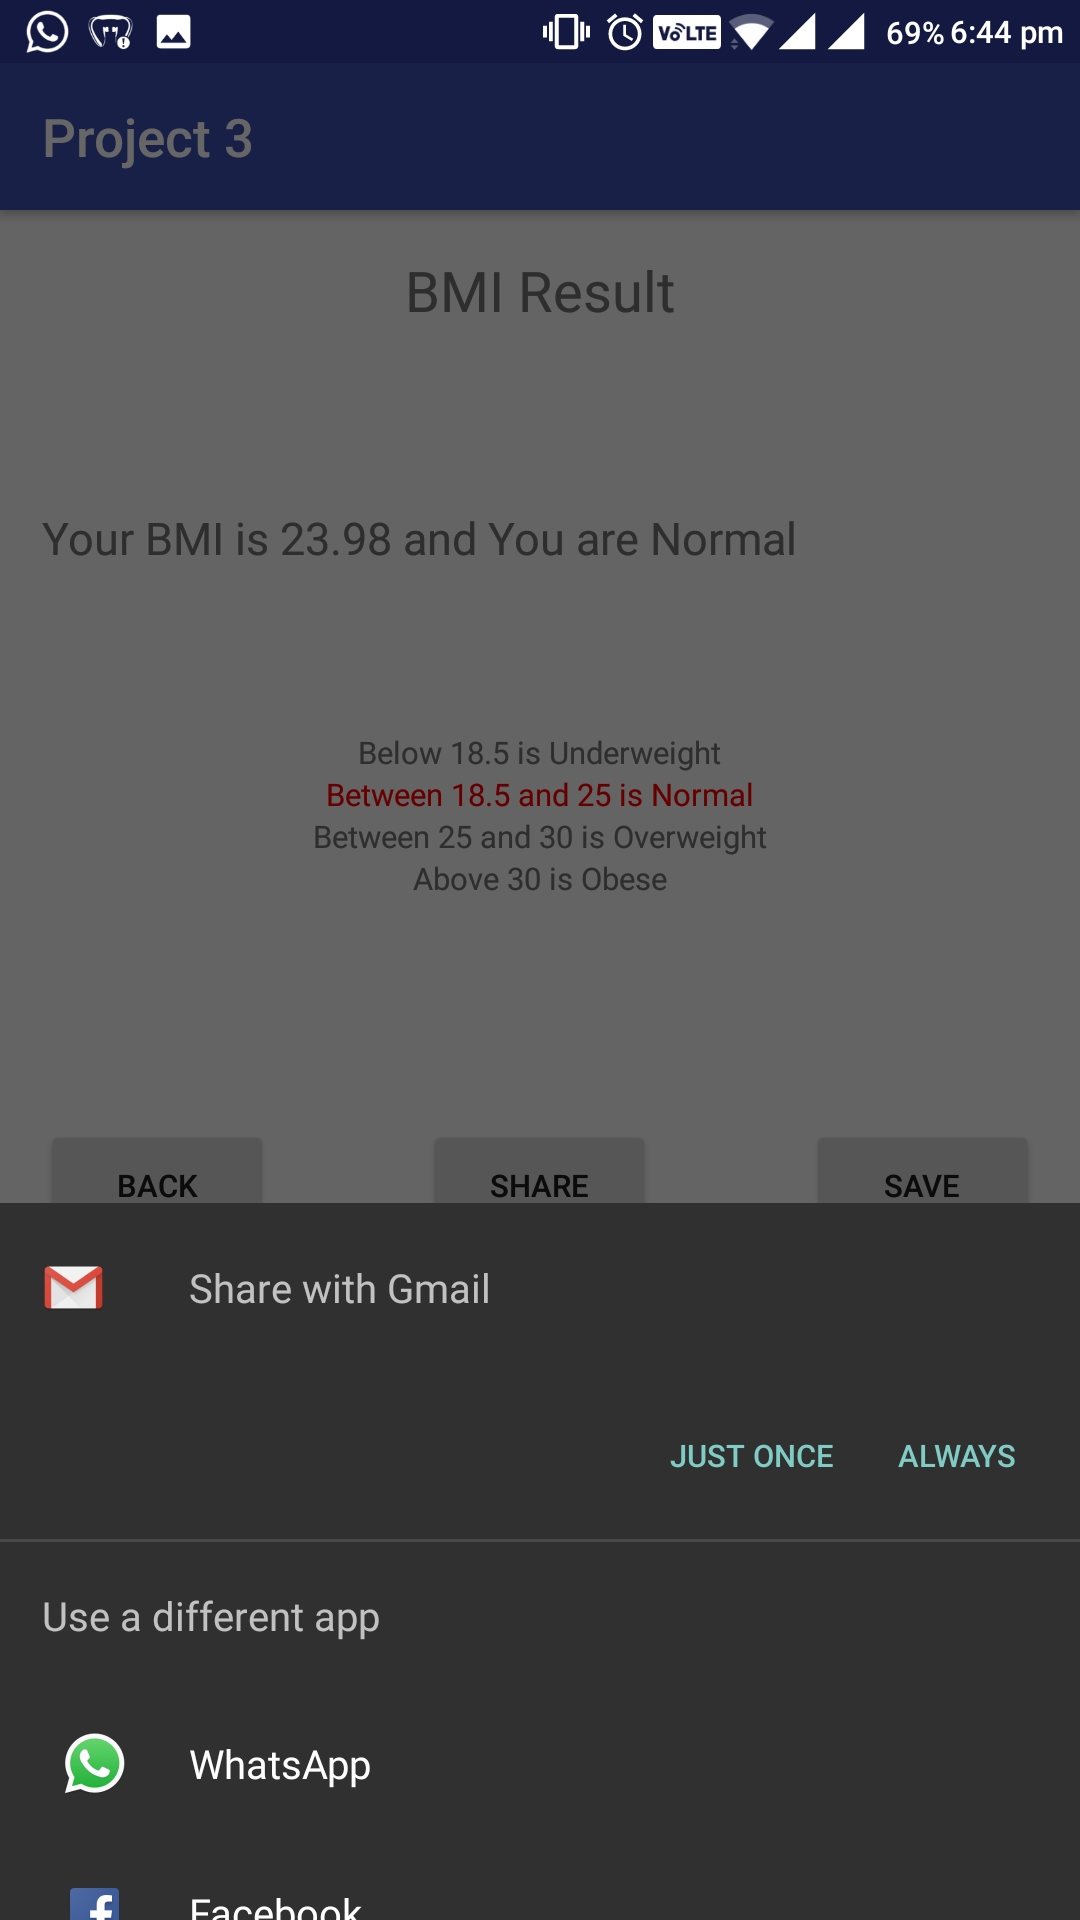 VoLTE 69% 6:44 pm
Project 3
BMI Result
Your BMI is 23.98 and You are Normal
Below 18.5 is Underweight
Between 18.5 and 25 is Normal
Between 25 and 30 is Overweight
Above 30 is Obese
BACK SHARE SAVE
Share with Gmail
JUST ONCE ALWAYS
Use a different app
WhatsApp
Facebook